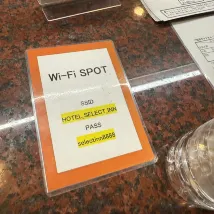 Wi-Fi SPOT
SSID
HOTEL_SELECT_INN
PASS
selectinn8888